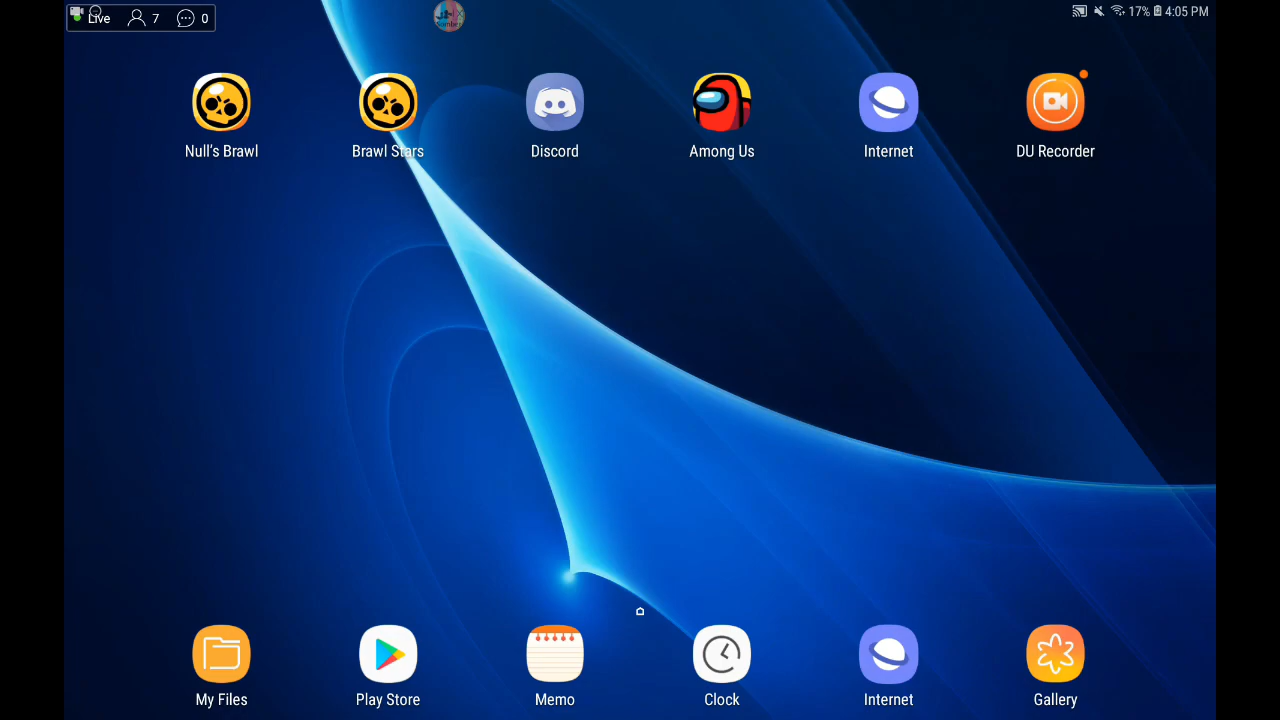 Live 7 0
17% 4:05 PM
Null's Brawl
Brawl Stars
Discord
Among Us
Internet
DU Recorder
My Files
Play Store
Memo
Clock
Internet
Gallery